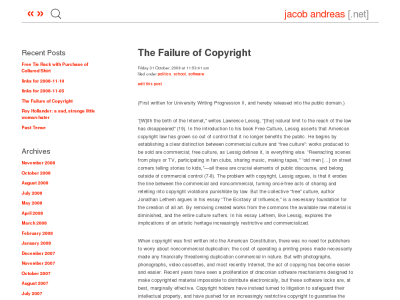 « »
jacob andreas [.net]
Recent Posts
Free Tie Rack with Purchase of
Collared Shirt
links for 2008-11-10
links for 2008-11-05
The Failure of Copyright
Ray Hollander: a sad, strange little
women hater
Past Tense
Archives
November 2008
October 2008
August 2008
July 2008
May 2008
April 2008
March 2008
February 2008
January 2008
December 2007
November 2007
October 2007
August 2007
July 2007
The Failure of Copyright
Friday 31 October, 2008 at 11:53 am
filed under politics, school, software
edit this post
(First written for University Writing Progression II, and hereby released into the public domain.)
"[W]ith the birth of the Internet," writes Lawrence Lessig, "[the] natural limit to the reach of the law
has disappeared" (19). In the introduction to his book Free Culture, Lessig asserts that American
copyright law has grown so out of control that it no longer benefits the public. He begins by
establishing a clear distinction between commercial culture and "free culture": works produced to
be sold are commercial; free culture, as Lessig defines it, is everything else. "Reenacting scenes
from plays or TV, participating in fan clubs, sharing music, making tapes," "old men [...] on street
corners telling stories to kids,"—all these are crucial elements of public discourse, and belong
outside of commercial control (7-8). The problem with copyright, Lessig argues, is that it erodes
the line between the commercial and noncommercial, turning once-free acts of sharing and
retelling into copyright violations punishable by law. But this collective "free culture", author
Jonathan Lethem argues in his essay "The Ecstasy of Influence," is a necessary foundation for
the creation of all art. By removing created works from the commons the available raw material is
diminished, and the entire culture suffers. In his essay Lethem, like Lessig, explores the
implications of an artistic heritage increasingly restrictive and commercialized.
When copyright was first written into the American Constitution, there was no need for publishers
to worry about noncommercial duplication: the cost of operating a printing press made necessarily
made any financially threatening duplication commercial in nature. But with photographs,
phonographs, video cassettes, and most recently Internet, the act of copying has become easier
and easier. Recent years have seen a proliferation of draconian software mechanisms designed to
make copyrighted material impossible to distribute electronically, but these software locks are, at
best, marginally effective. Copyright holders have instead turned to litigation to safeguard their
intellectual property, and have pushed for an increasingly restrictive copyright to guarantee the